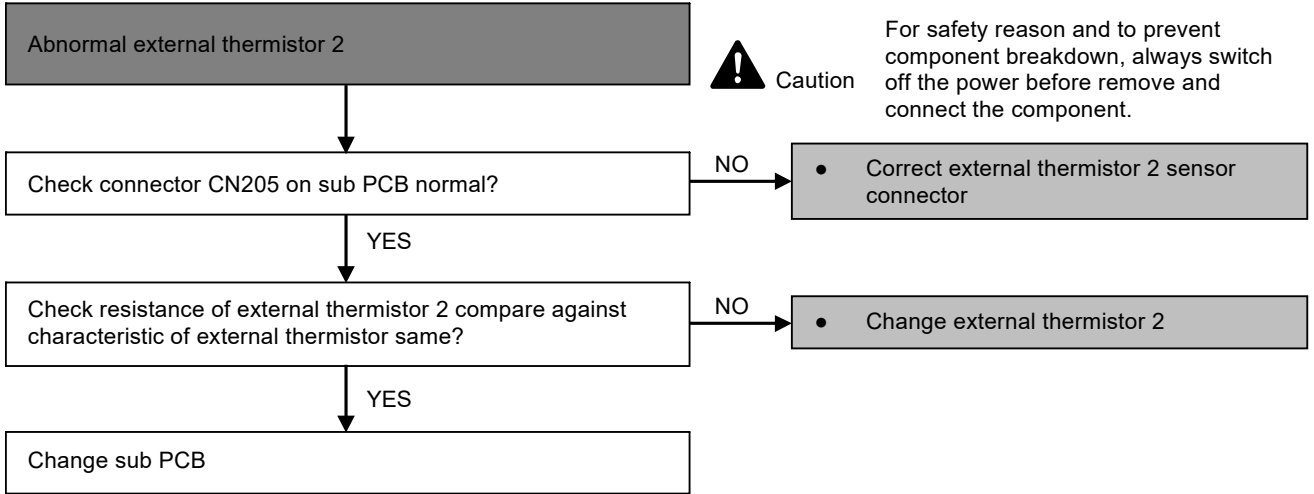 Abnormal external thermistor 2
Caution
For safety reason and to prevent
component breakdown, always switch
off the power before remove and
connect the component.
Check connector CN205 on sub PCB normal?
NO
● Correct external thermistor 2 sensor
connector
YES
Check resistance of external thermistor 2 compare against
characteristic of external thermistor same?
NO
● Change external thermistor 2
YES
Change sub PCB